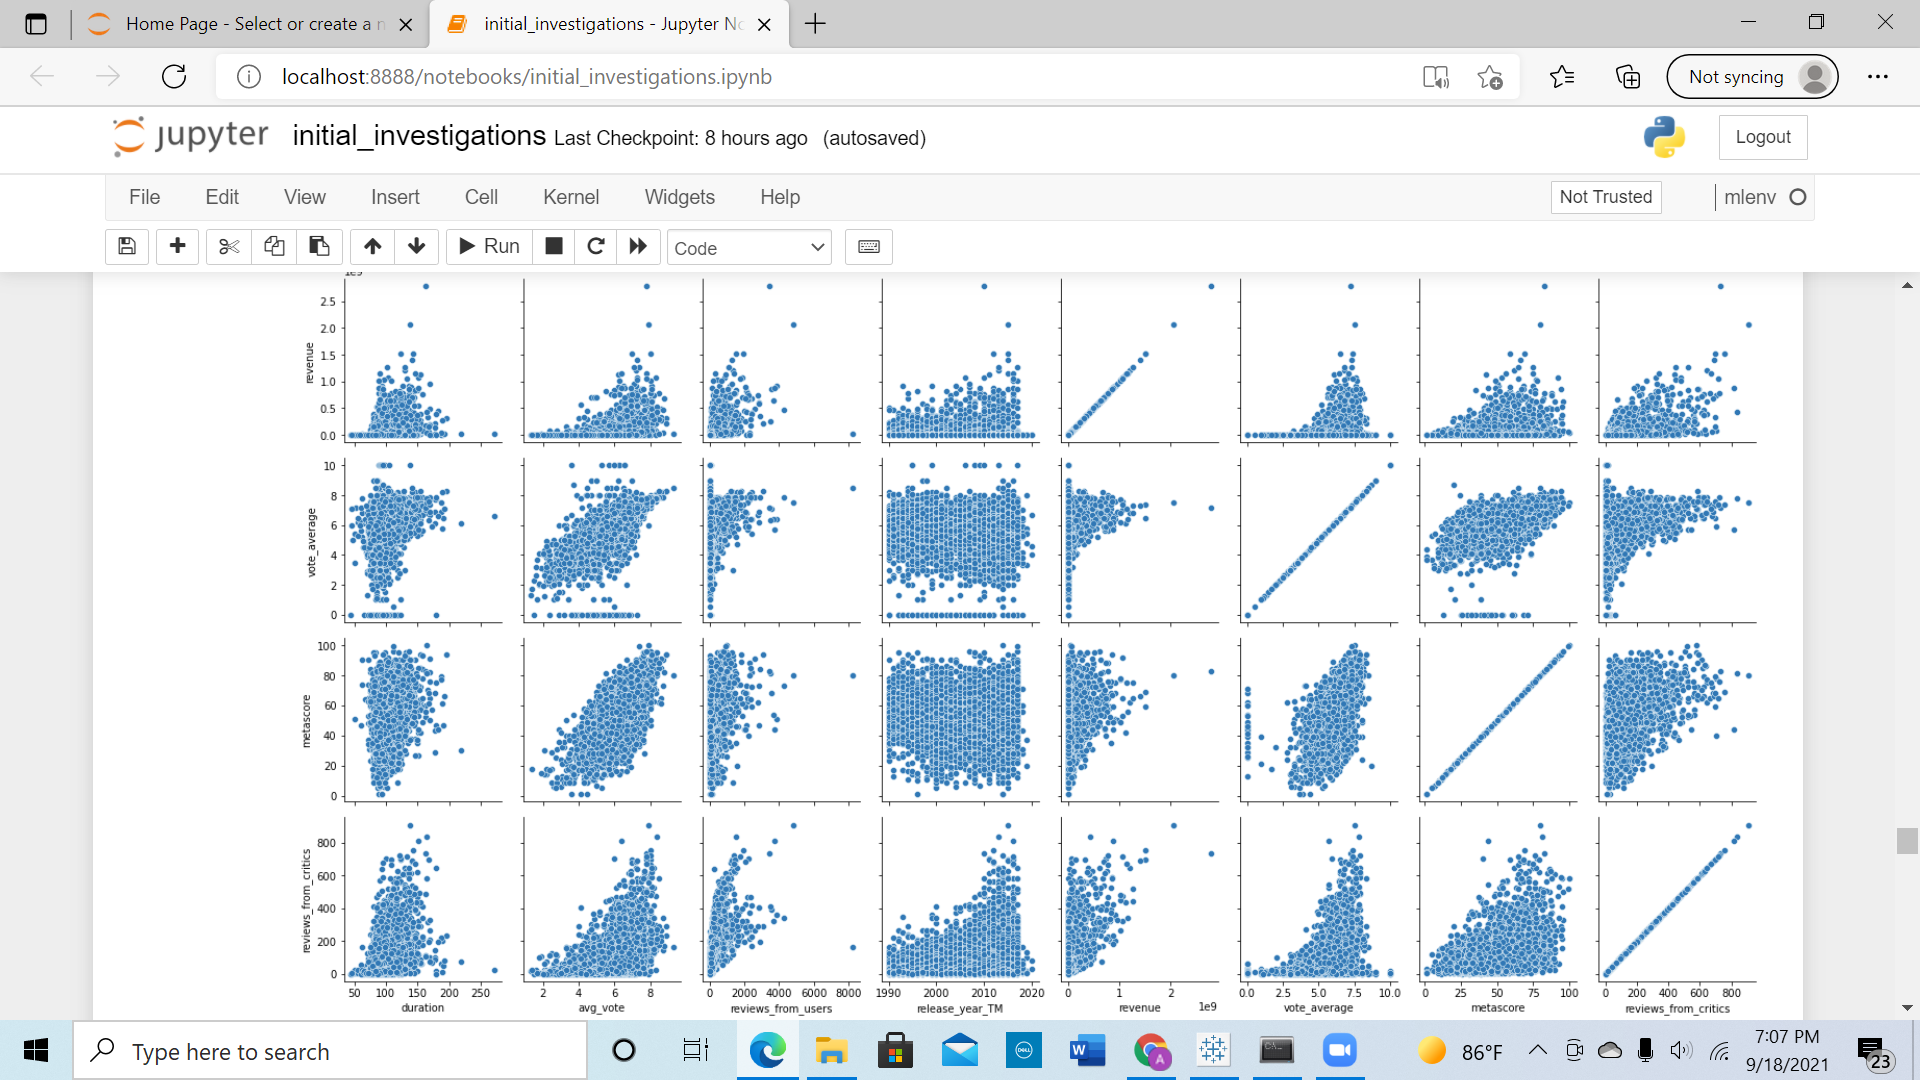 Home Page - Select or create a n
initial_investigations - Jupyter No
localhost:8888/notebooks/initial_investigations.ipynb
Not syncing
jupyter initial_investigations Last Checkpoint: 8 hours ago (autosaved)
Logout
File Edit View Insert Cell Kernel Widgets Help
Not Trusted
mlenv
Run
Code
revenue
2.5
2.0
1.5
1.0
0.5
0.0
vote_average
10
8
6
4
2
0
metascore
100
80
60
40
20
0
reviews_from_critics
800
600
400
200
0
50 100 150 200 250
2 4 6 8
0 2000 4000 6000 8000
1990 2000 2010 2020
0 1 2
0.0 2.5 5.0 7.5 10.0
0 25 50 75 100
0 200 400 600 800
duration avg_vote reviews_from_users release_year_TM revenue 1e9 vote_average metascore reviews_from_critics
Type here to search
DELL
W
A
C:\
86°F
7:07 PM
9/18/2021
23